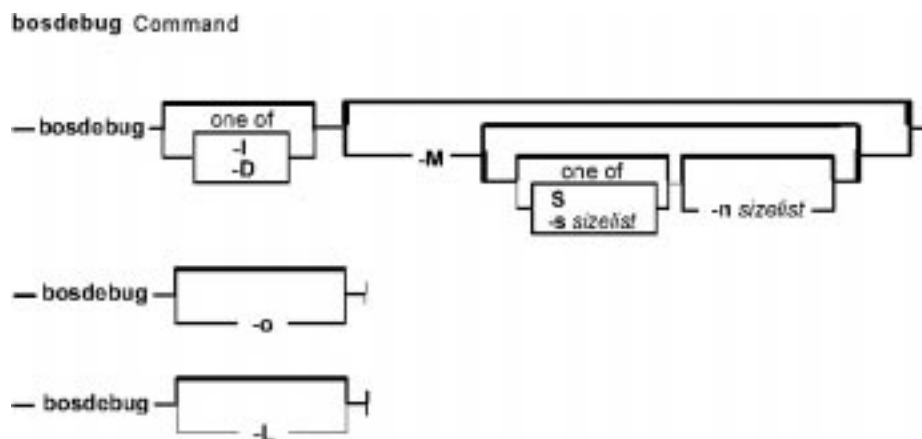 bosdebug Command
bosdebug
one of
-I
-D
-M
one of
S
-s sizelist
-n sizelist
bosdebug
-o
bosdebug
-L